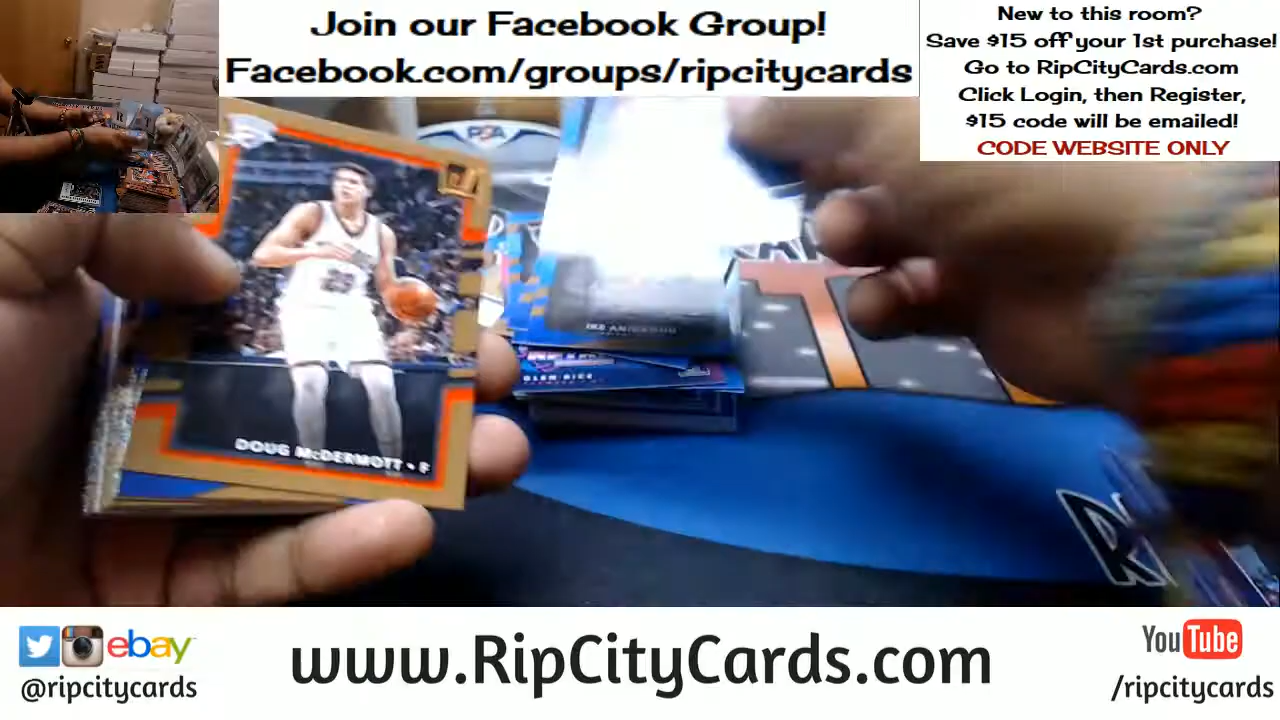 Join our Facebook Group!
Facebook.com/groups/ripcitycards
New to this room?
Save $15 off your 1st purchase!
Go to RipCityCards.com
Click Login, then Register,
$15 code will be emailed!
CODE WEBSITE ONLY
PSA
DOUG McDERMOTT • F
ebay
@ripcitycards
www.RipCityCards.com
YouTube
/ripcitycards